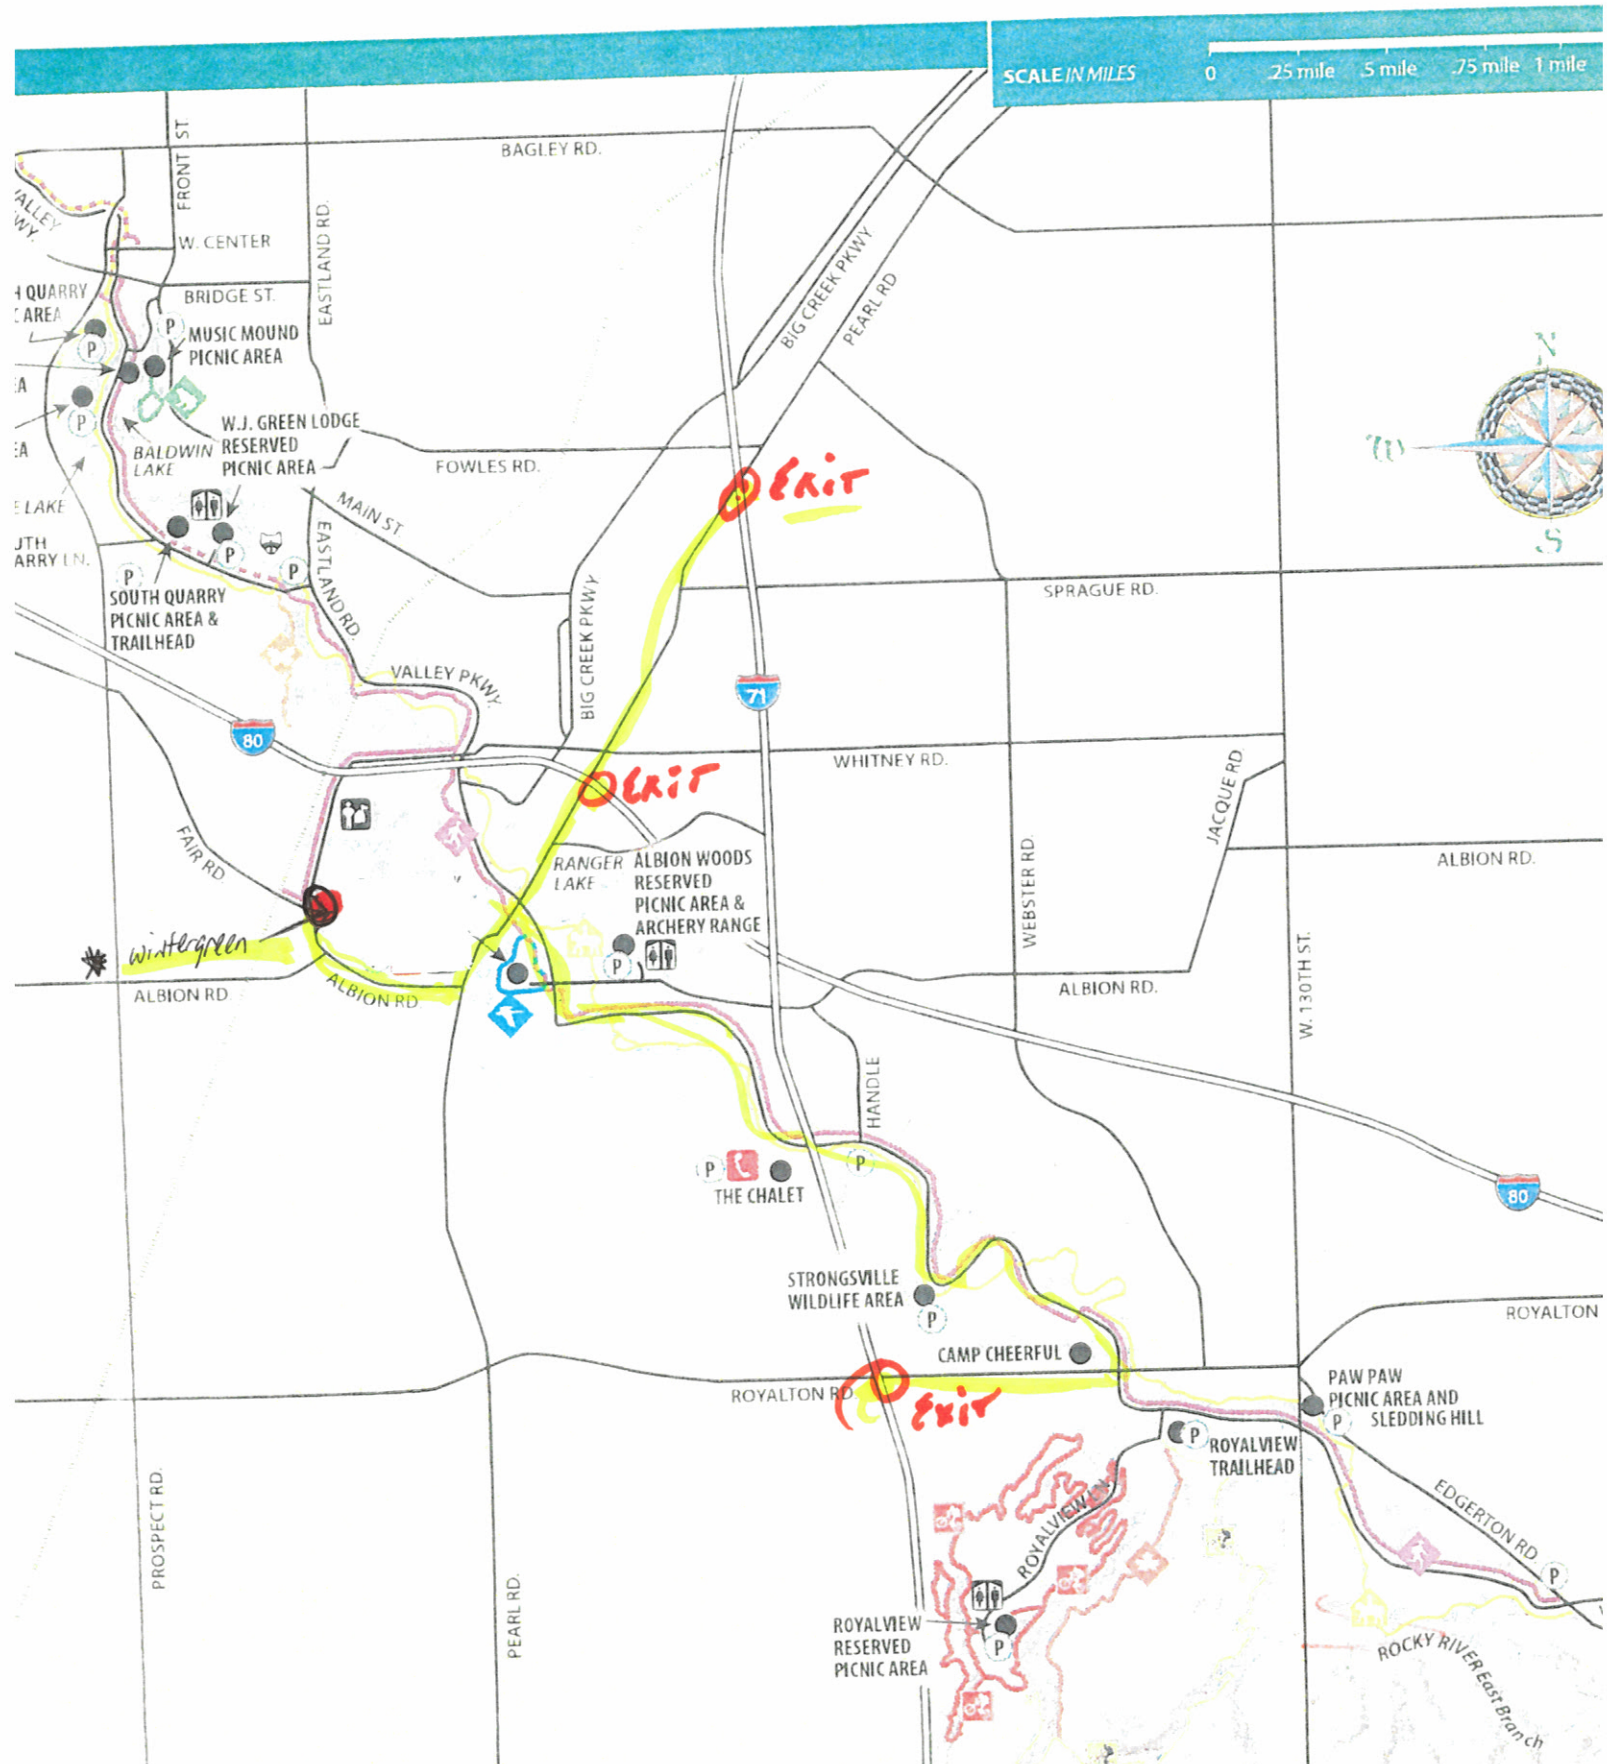 SCALE IN MILES
0 .25 mile .5 mile .75 mile 1 mile
BAGLEY RD.
FRONT ST.
EASTLAND RD.
W. CENTER
BRIDGE ST.
P
MUSIC MOUND
PICNIC AREA
P
P
BALDWIN
LAKE
W.J. GREEN LODGE
RESERVED
PICNIC AREA
BIG CREEK PKWY
PEARL RD
N
W
S
FOWLES RD.
EXIT
MAIN ST.
LAKE
EASTLAND RD.
P
P
P
SOUTH QUARRY
PICNIC AREA &
TRAILHEAD
SPRAGUE RD.
BIG CREEK PKWY
VALLEY PKWY.
71
80
WHITNEY RD.
EXIT
JACQUE RD.
FAIR RD.
RANGER
LAKE
ALBION WOODS
RESERVED
PICNIC AREA &
ARCHERY RANGE
P
WEBSTER RD.
ALBION RD.
W. 130TH ST.
wintergreen
ALBION RD
ALBION RD
ALBION RD.
HANDLE
P
THE CHALET
P
80
STRONGSVILLE
WILDLIFE AREA
P
ROYALTON
CAMP CHEERFUL
ROYALTON RD
Exit
PAW PAW
PICNIC AREA AND
SLEDDING HILL
P
P
ROYALVIEW
TRAILHEAD
PROSPECT RD.
PEARL RD.
ROYALVIEW LN.
EDGERTON RD.
P
ROYALVIEW
RESERVED
PICNIC AREA
P
ROCKY RIVER East Branch